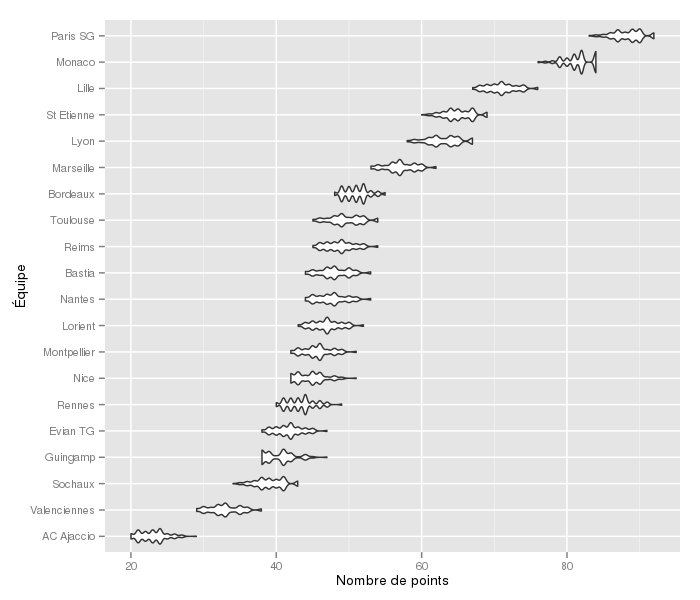 Paris SG
Monaco
Lille
St Etienne
Lyon
Marseille
Bordeaux
Toulouse
Reims
Bastia
Nantes
Lorient
Montpellier
Nice
Rennes
Evian TG
Guingamp
Sochaux
Valenciennes
AC Ajaccio
Équipe
20 40 60 80
Nombre de points